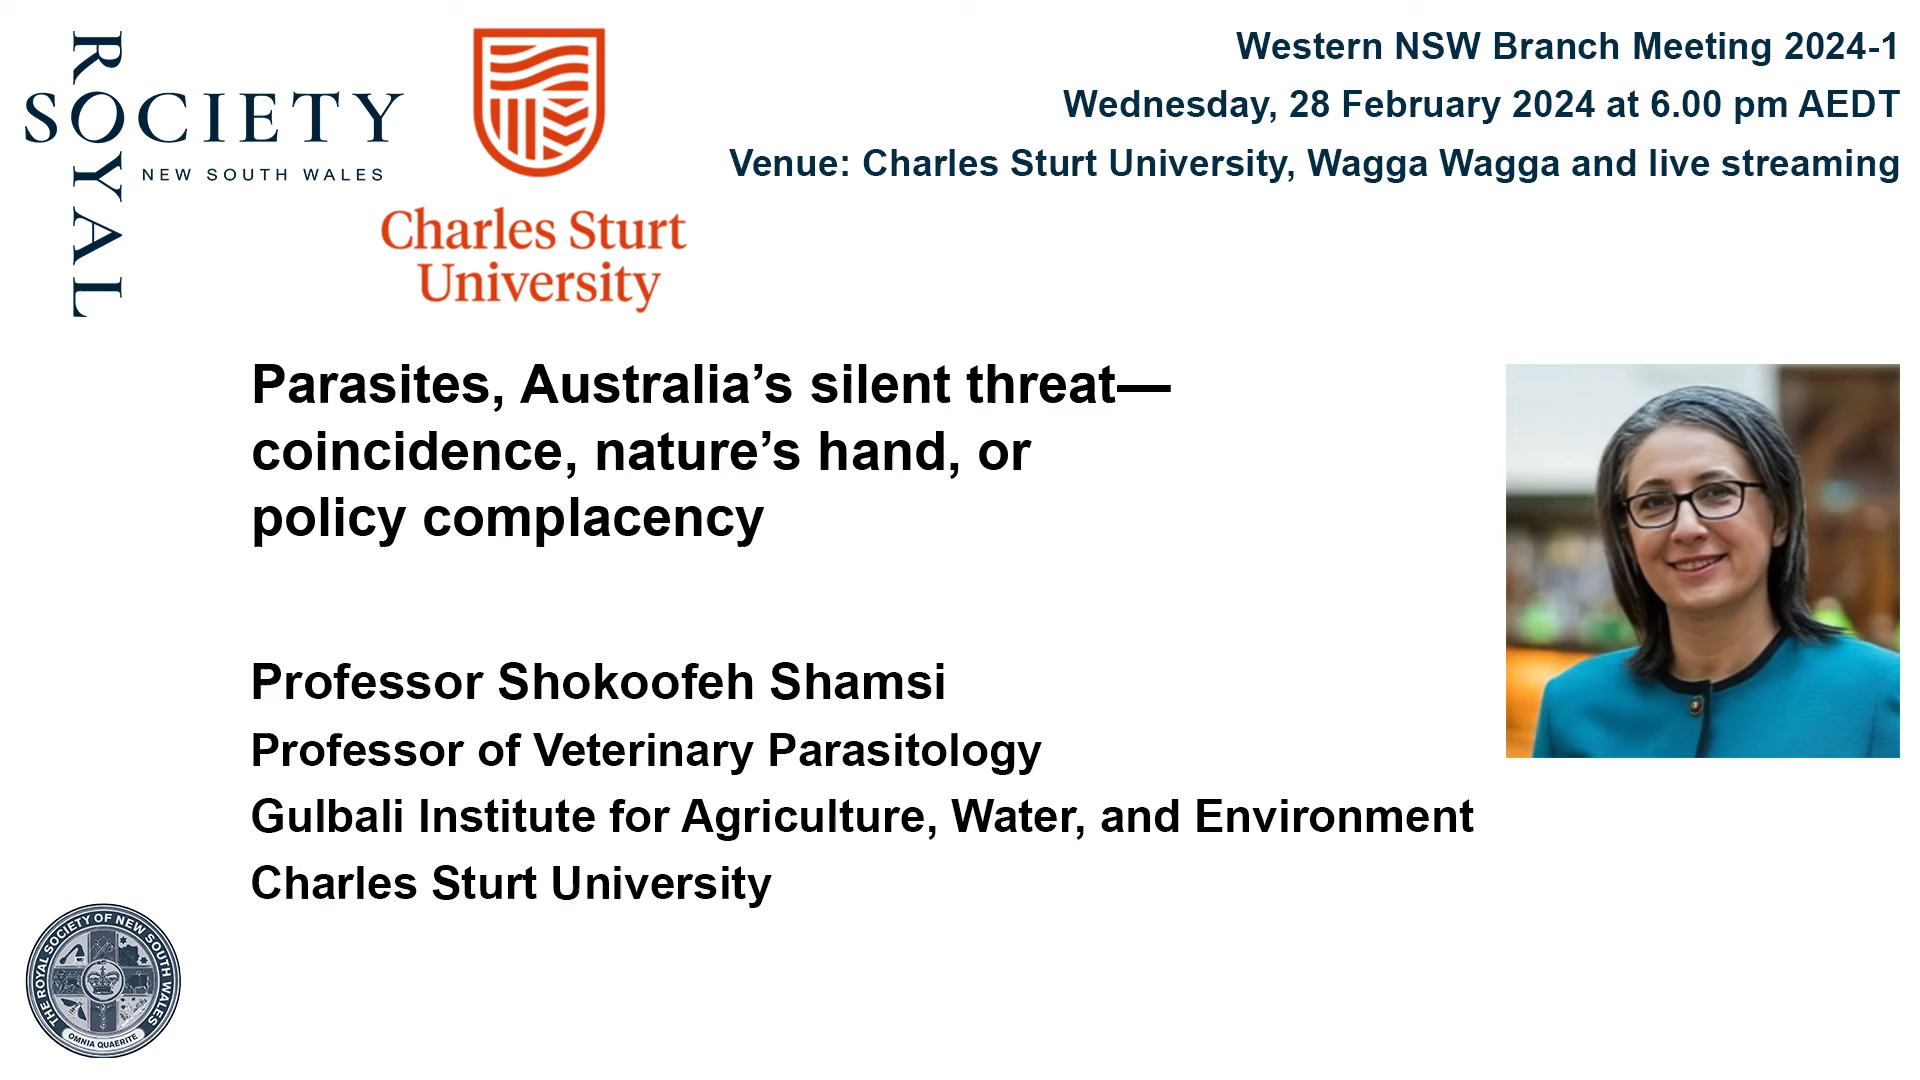 ROYAL
SOCIETY
NEW SOUTH WALES
Charles Sturt
University
Western NSW Branch Meeting 2024-1
Wednesday, 28 February 2024 at 6.00 pm AEDT
Venue: Charles Sturt University, Wagga Wagga and live streaming
Parasites, Australia’s silent threat—
coincidence, nature’s hand, or
policy complacency
Professor Shokoofeh Shamsi
Professor of Veterinary Parasitology
Gulbali Institute for Agriculture, Water, and Environment
Charles Sturt University
THE ROYAL SOCIETY OF NEW SOUTH WALES
OMNIA QUAERITE